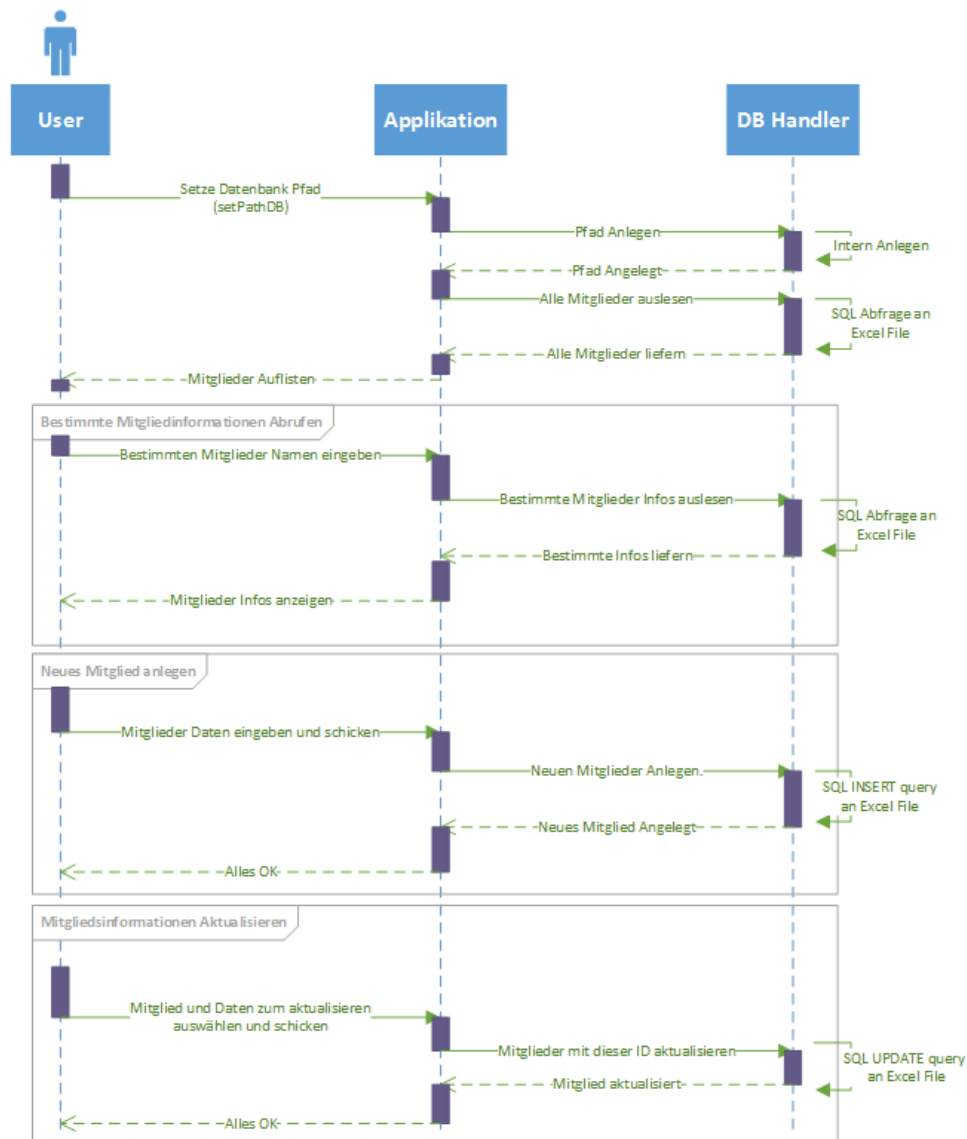 User
Applikation
DB Handler
Setze Datenbank Pfad
(setPathDB)
Pfad Anlegen
Intern Anlegen
Pfad Angelegt
Alle Mitglieder auslesen
SQL Abfrage an
Excel File
Alle Mitglieder liefern
Mitglieder Auflisten
Bestimmte Mitgliedinformationen Abrufen
Bestimmten Mitglieder Namen eingeben
Bestimmte Mitglieder Infos auslesen
SQL Abfrage an
Excel File
Bestimmte Infos liefern
Mitglieder Infos anzeigen
Neues Mitglied anlegen
Mitglieder Daten eingeben und schicken
Neuen Mitglieder Anlegen.
SQL INSERT query
an Excel File
Neues Mitglied Angelegt
Alles OK
Mitgliedsinformationen Aktualisieren
Mitglied und Daten zum aktualisieren
auswählen und schicken
Mitglieder mit dieser ID aktualisieren
SQL UPDATE query
an Excel File
Mitglied aktualisiert
Alles OK